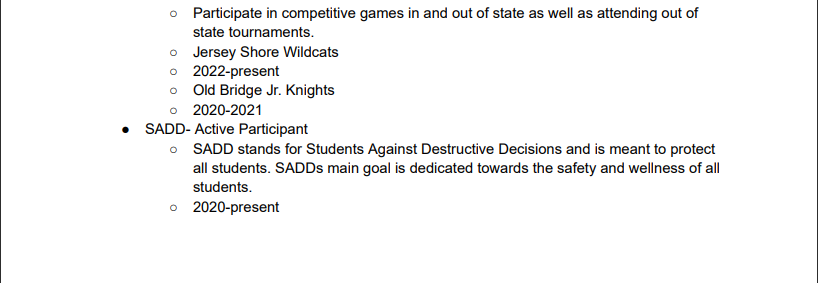 ○ Participate in competitive games in and out of state as well as attending out of
state tournaments.
○ Jersey Shore Wildcats
○ 2022-present
○ Old Bridge Jr. Knights
○ 2020-2021
● SADD- Active Participant
○ SADD stands for Students Against Destructive Decisions and is meant to protect
all students. SADDs main goal is dedicated towards the safety and wellness of all
students.
○ 2020-present